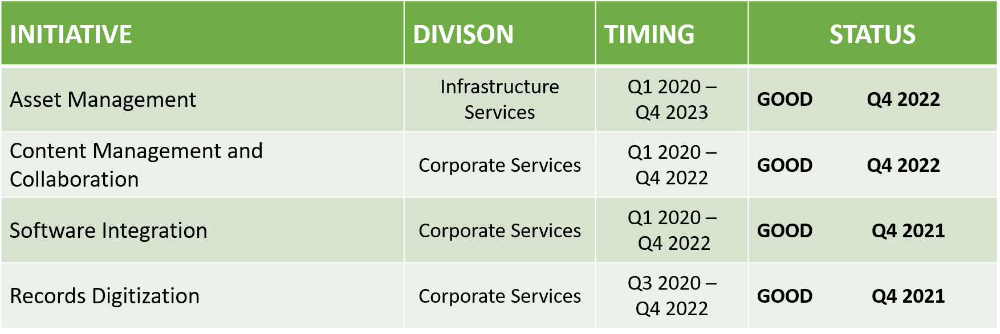 INITIATIVE DIVISON TIMING STATUS
Asset Management
Infrastructure
Services
Q1 2020 –
Q4 2023
GOOD Q4 2022
Content Management and
Collaboration
Corporate Services
Q1 2020 –
Q4 2022
GOOD Q4 2022
Software Integration
Corporate Services
Q1 2020 –
Q4 2022
GOOD Q4 2021
Records Digitization
Corporate Services
Q3 2020 –
Q4 2022
GOOD Q4 2021